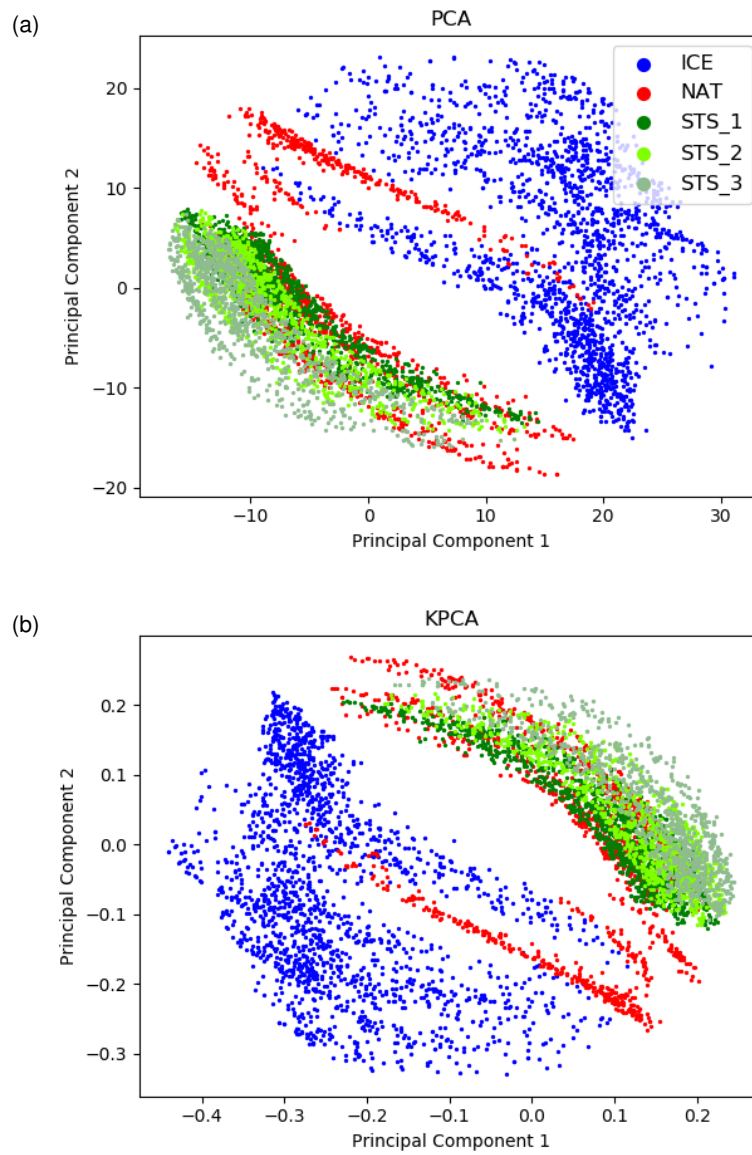 (a)
PCA
ICE
NAT
STS_1
STS_2
STS_3
20
10
0
−10
−20
Principal Component 2
−10 0 10 20 30
Principal Component 1
(b)
KPCA
0.2
0.1
0.0
−0.1
−0.2
−0.3
Principal Component 2
−0.4 −0.3 −0.2 −0.1 0.0 0.1 0.2
Principal Component 1